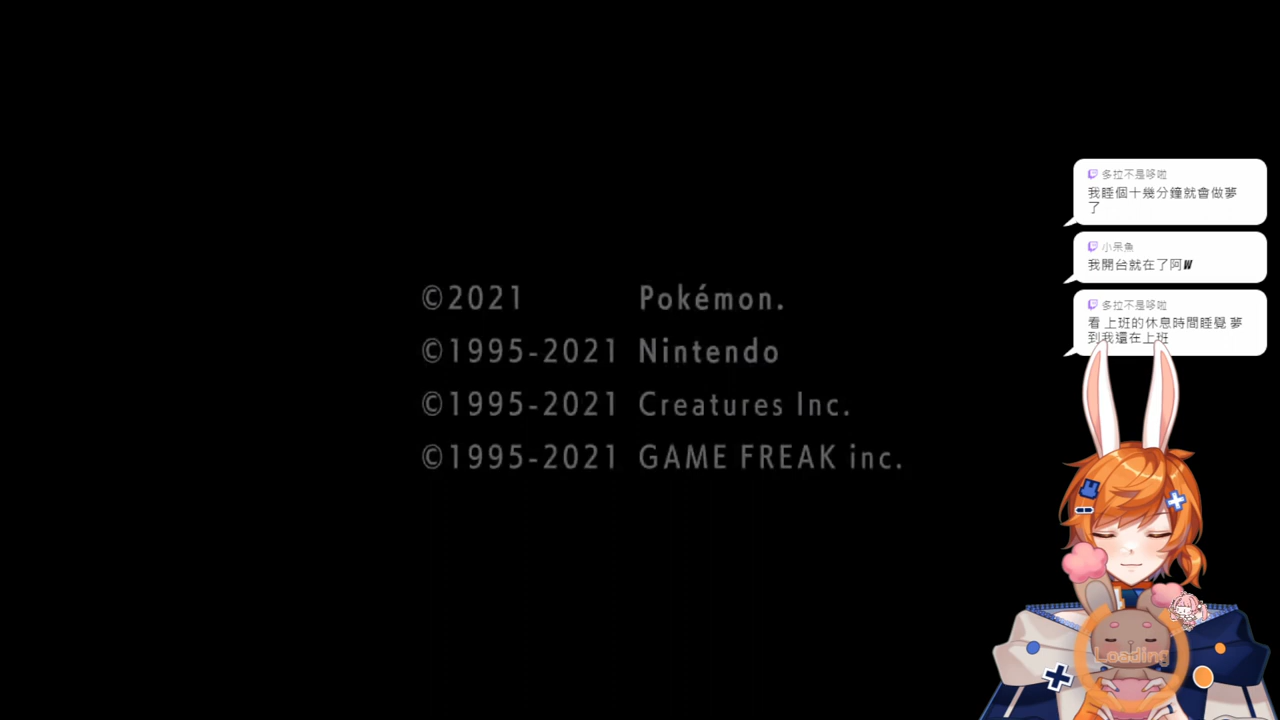 ©2021 Pokémon.
©1995-2021 Nintendo
©1995-2021 Creatures Inc.
©1995-2021 GAME FREAK inc.
多拉不是哆啦
我睡個十幾分鐘就會做夢
了
小呆魚
我開台就在了阿W
多拉不是哆啦
看 上班的休息時間睡覺 夢
到我還在上班
Loading